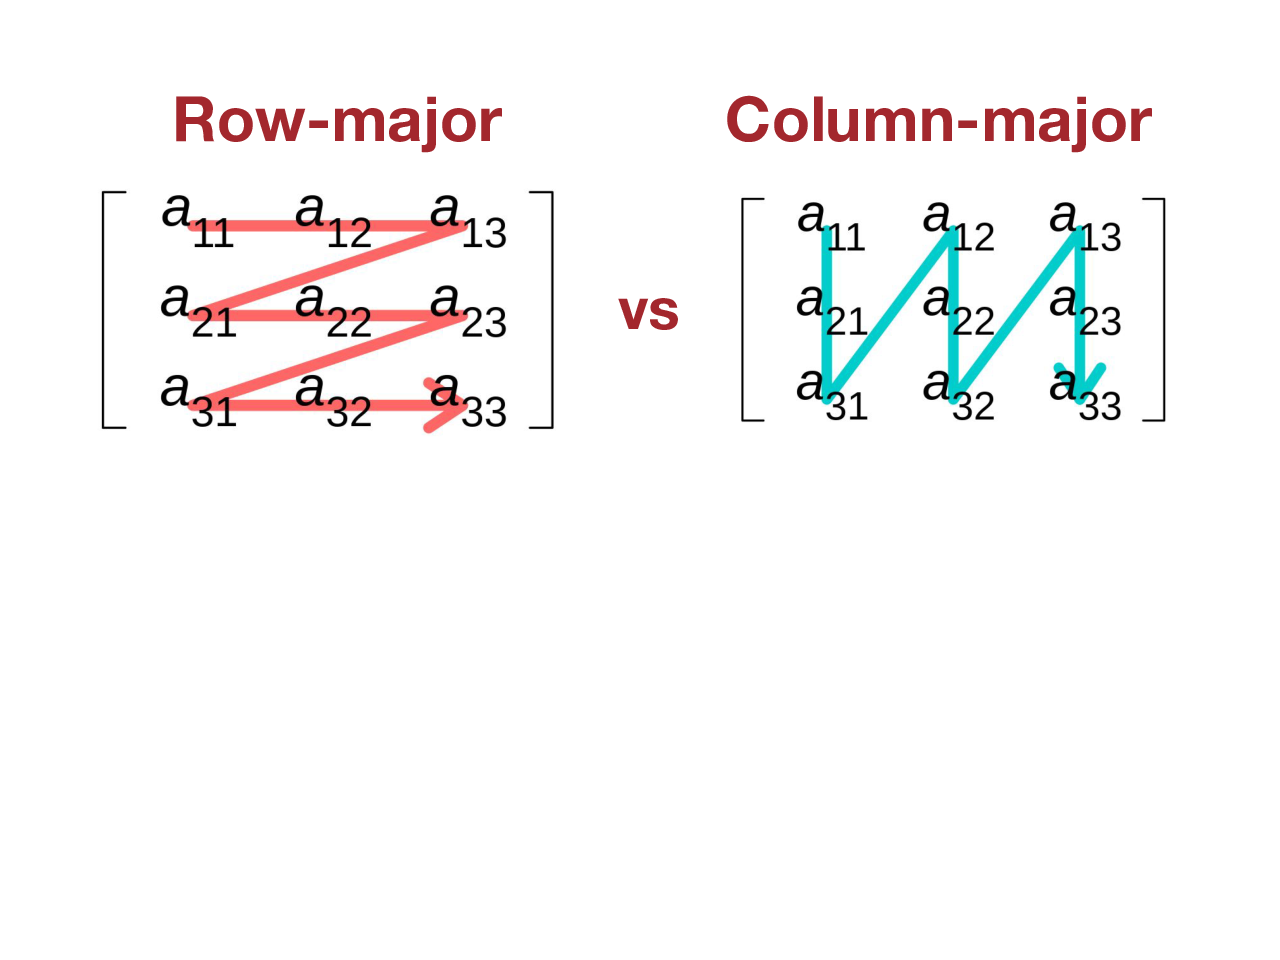 Row-major
a11 a12 a13
a21 a22 a23
a31 a32 a33
vs
Column-major
a11 a12 a13
a21 a22 a23
a31 a32 a33